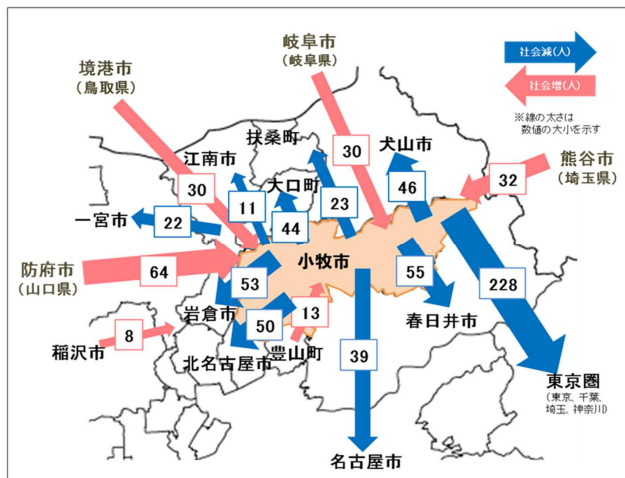 社会減(人)
社会増(人)
※線の太さは
数値の大小を示す
岐阜市
(岐阜県)
境港市
(鳥取県)
扶桑町
犬山市
江南市
大口町
熊谷市
(埼玉県)
30
30
46
32
23
11
44
一宮市
22
小牧市
防府市
(山口県)
64
53
55
228
岩倉市
50
13
春日井市
稲沢市
8
北名古屋市
豊山町
39
東京圏
(東京、千葉、
埼玉、神奈川)
名古屋市